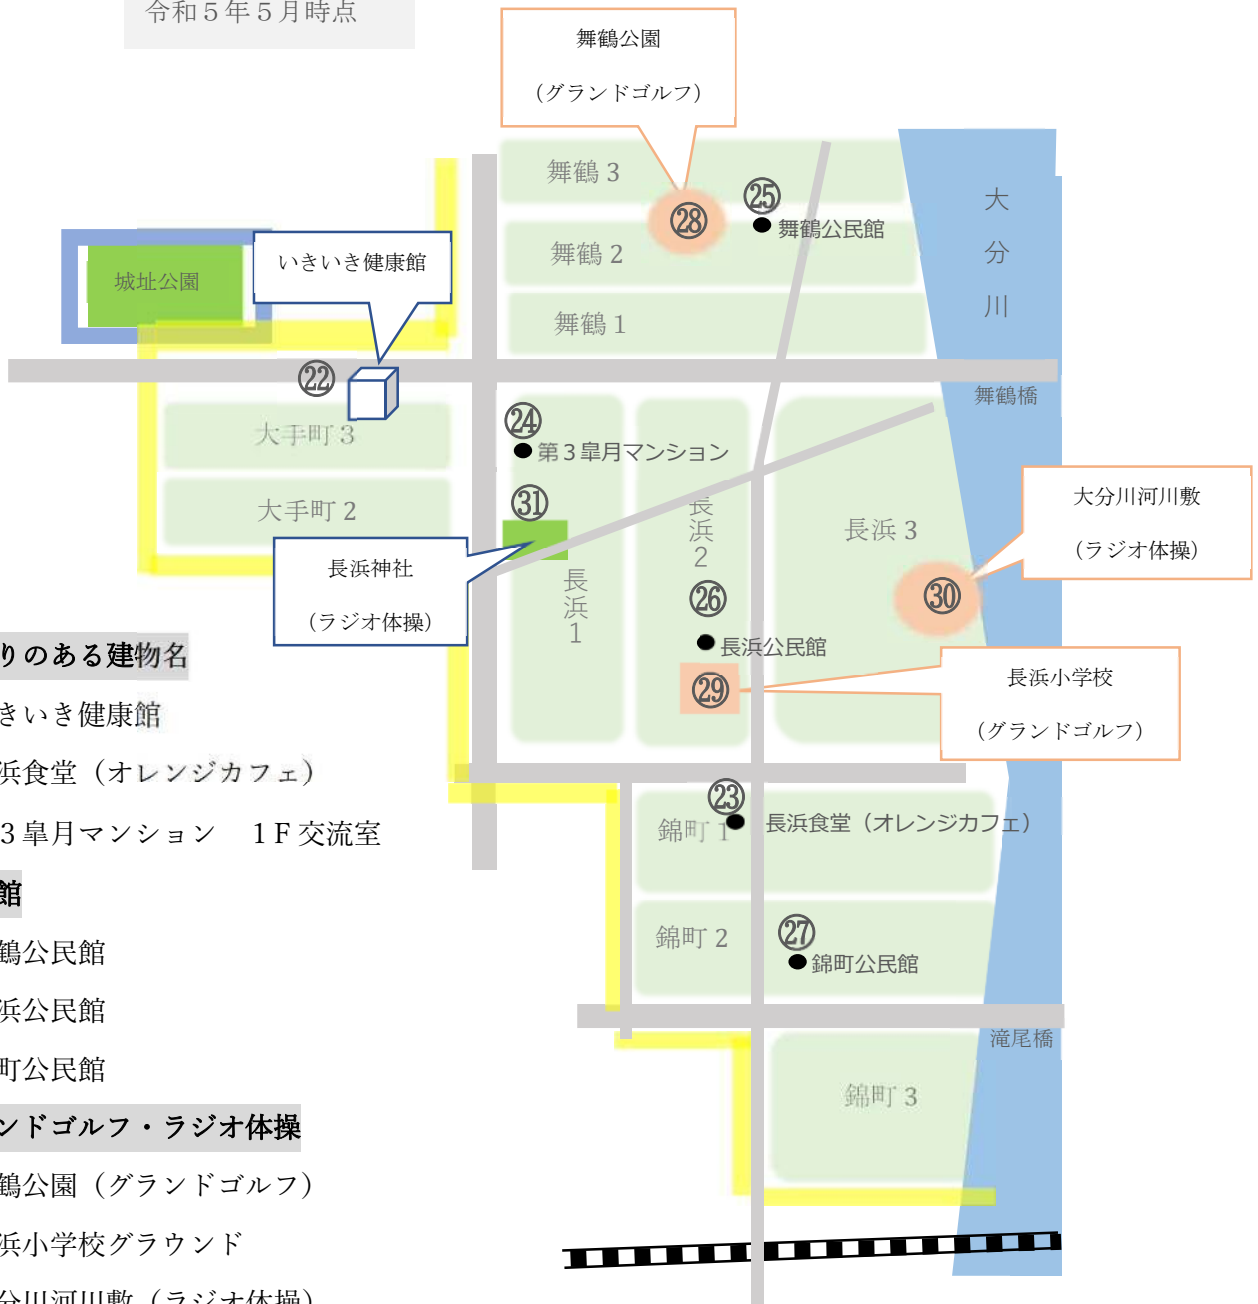 令和５年５月時点
舞鶴公園
（グランドゴルフ）
舞鶴３
㉕
㉘
舞鶴公民館
大分川
舞鶴２
いきいき健康館
城址公園
舞鶴１
㉒
舞鶴橋
㉔
大手町３
第３皐月マンション
㉛
大手町２
長浜２
長浜３
大分川河川敷
（ラジオ体操）
長浜神社
（ラジオ体操）
長浜１
㉖
㉚
長浜公民館
㉙
長浜小学校
（グランドゴルフ）
りのある建物名
きいき健康館
浜食堂（オレンジカフェ）
３皐月マンション　１Ｆ交流室
館
鶴公民館
浜公民館
町公民館
ンドゴルフ・ラジオ体操
鶴公園（グランドゴルフ）
浜小学校グラウンド
分川河川敷（ラジオ体操）
㉓
錦町１
長浜食堂（オレンジカフェ）
錦町２
㉗
錦町公民館
滝尾橋
錦町３